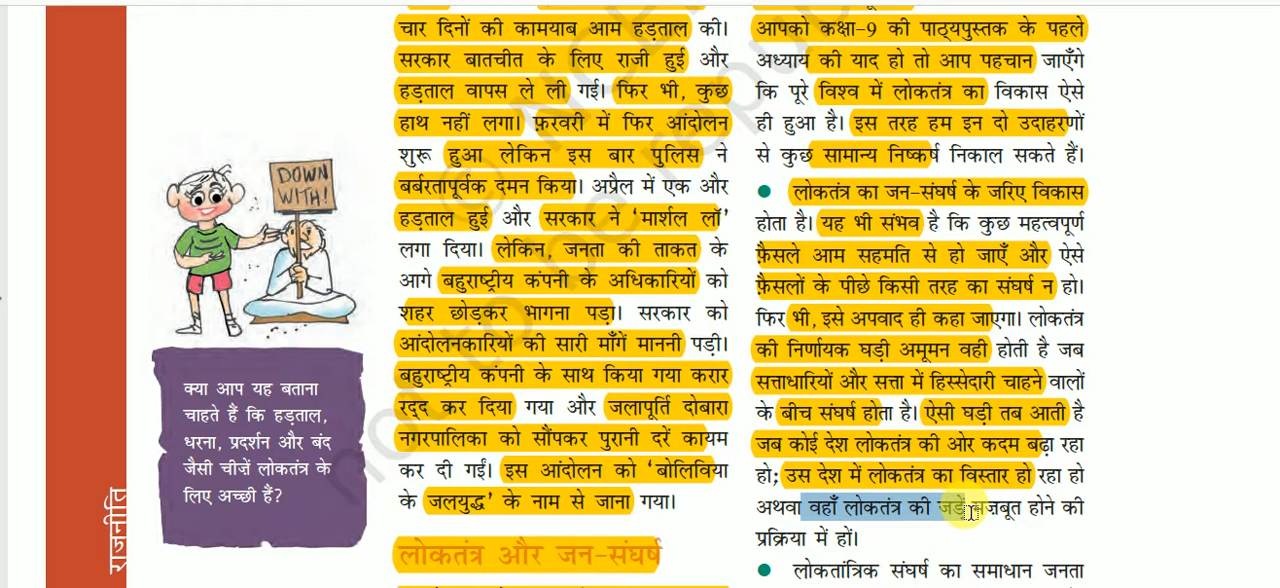 चार दिनों की कामयाब आम हड़ताल की।
सरकार बातचीत के लिए राजी हुई और
हड़ताल वापस ले ली गई। फिर भी, कुछ
हाथ नहीं लगा। फ़रवरी में फिर आंदोलन
शुरू हुआ लेकिन इस बार पुलिस ने
बर्बरतापूर्वक दमन किया। अप्रैल में एक और
हड़ताल हुई और सरकार ने ‘मार्शल लॉ’
लगा दिया। लेकिन, जनता की ताकत के
आगे बहुराष्ट्रीय कंपनी के अधिकारियों को
शहर छोड़कर भागना पड़ा। सरकार को
आंदोलनकारियों की सारी माँगें माननी पड़ी।
बहुराष्ट्रीय कंपनी के साथ किया गया करार
रद्द कर दिया गया और जलापूर्ति दोबारा
नगरपालिका को सौंपकर पुरानी दरें कायम
कर दी गईं। इस आंदोलन को ‘बोलिविया
के जलयुद्ध’ के नाम से जाना गया।
लोकतंत्र और जन-संघर्ष
आपको कक्षा-9 की पाठ्यपुस्तक के पहले
अध्याय की याद हो तो आप पहचान जाएँगे
कि पूरे विश्व में लोकतंत्र का विकास ऐसे
ही हुआ है। इस तरह हम इन दो उदाहरणों
से कुछ सामान्य निष्कर्ष निकाल सकते हैं।
● लोकतंत्र का जन-संघर्ष के जरिए विकास
होता है। यह भी संभव है कि कुछ महत्वपूर्ण
फ़ैसले आम सहमति से हो जाएँ और ऐसे
फ़ैसलों के पीछे किसी तरह का संघर्ष न हो।
फिर भी, इसे अपवाद ही कहा जाएगा। लोकतंत्र
की निर्णायक घड़ी अमूमन वही होती है जब
सत्ताधारियों और सत्ता में हिस्सेदारी चाहने वालों
के बीच संघर्ष होता है। ऐसी घड़ी तब आती है
जब कोई देश लोकतंत्र की ओर कदम बढ़ा रहा
हो; उस देश में लोकतंत्र का विस्तार हो रहा हो
अथवा वहाँ लोकतंत्र की जड़ें मजबूत होने की
प्रक्रिया में हों।
● लोकतांत्रिक संघर्ष का समाधान जनता
DOWN
WITH!
क्या आप यह बताना
चाहते हैं कि हड़ताल,
धरना, प्रदर्शन और बंद
जैसी चीजें लोकतंत्र के
लिए अच्छी हैं?
राजनीति